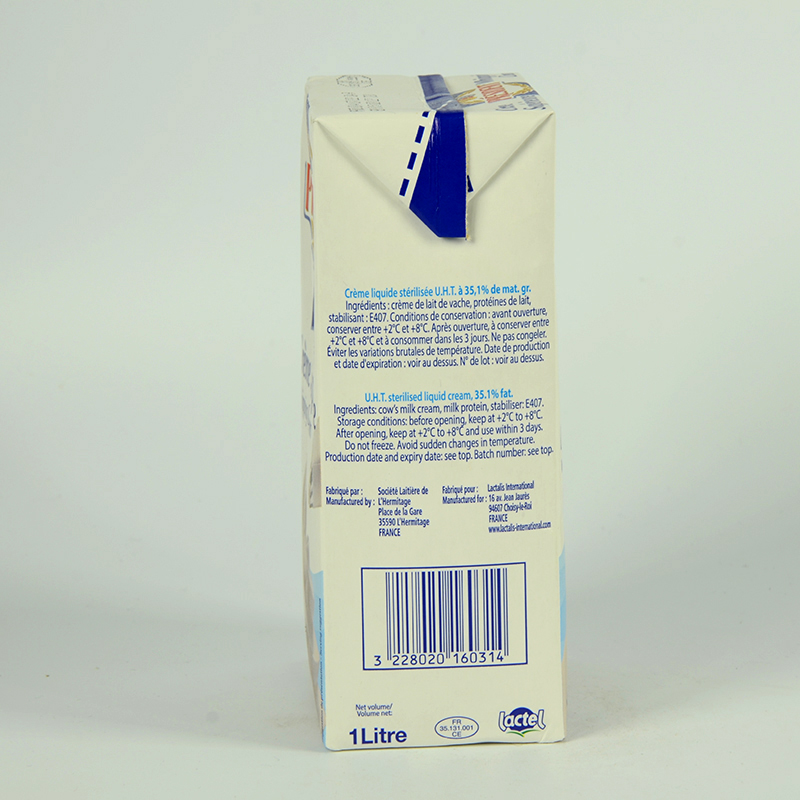 Crème liquide stérilisée U.H.T. à 35,1% de mat. gr.
Ingrédients : crème de lait de vache, protéines de lait,
stabilisant : E407. Conditions de conservation : avant ouverture,
conserver entre +2°C et +8°C. Après ouverture, à conserver entre
+2°C et +8°C et à consommer dans les 3 jours. Ne pas congeler.
Éviter les variations brutales de température. Date de production
et date d'expiration : voir au dessus. N° de lot : voir au dessus.
U.H.T. sterilised liquid cream, 35.1% fat.
Ingredients: cow's milk cream, milk protein, stabiliser: E407.
Storage conditions: before opening, keep at +2°C to +8°C.
After opening, keep at +2°C to +8°C and use within 3 days.
Do not freeze. Avoid sudden changes in temperature.
Production date and expiry date: see top. Batch number: see top.
Fabriqué par :
Manufactured by :
Société Laitière de
L'Hermitage
Place de la Gare
35590 L'Hermitage
FRANCE
Fabriqué pour :
Manufactured for :
Lactalis International
16 av. Jean Jaurès
94607 Choisy-le-Roi
FRANCE
www.lactalis-international.com
3 228020 160314
Net volume/
Volume net:
1Litre
FR
35.131.001
CE
lactel